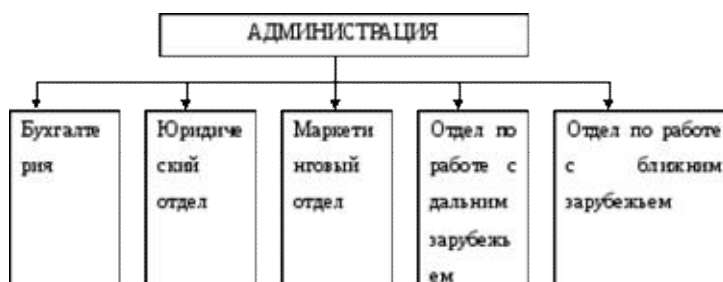 АДМИНИСТРАЦИЯ
Бухгалте
рия
Юридиче
ский
отдел
Маркети
нговый
отдел
Отдел по
работе с
дальним
зарубежь
ем
Отдел по работе
с ближним
зарубежьем